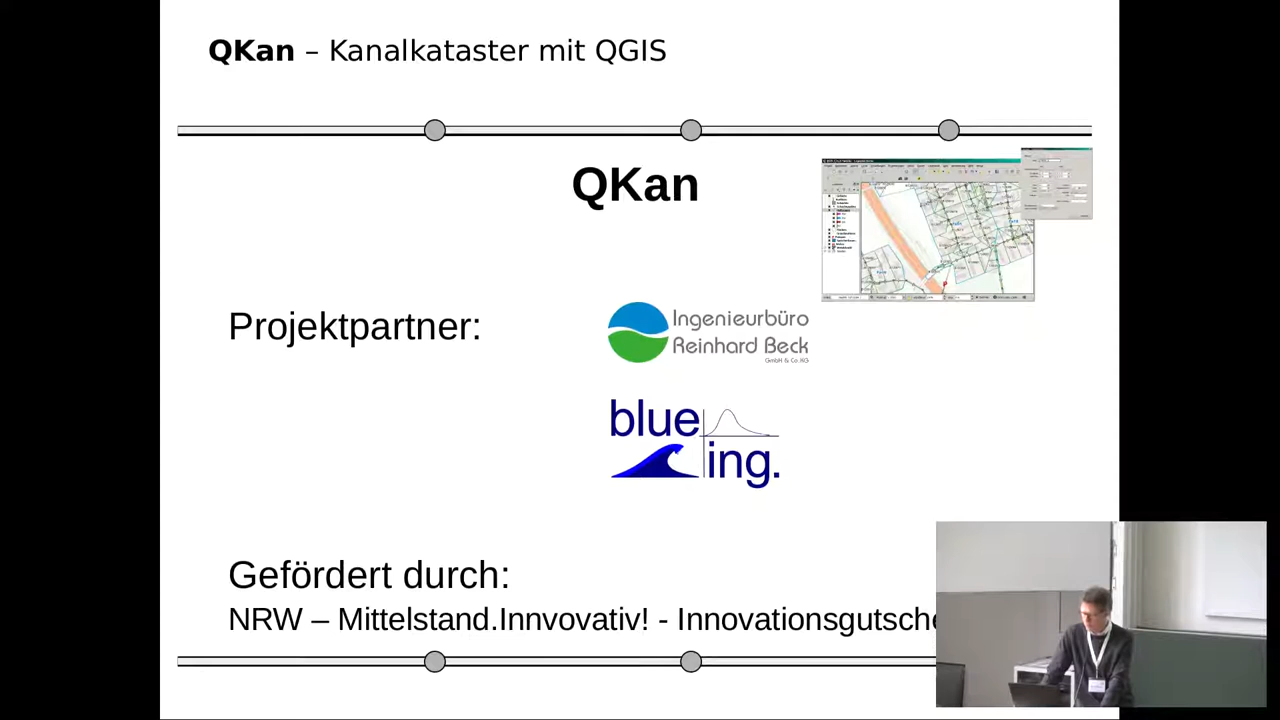 QKan – Kanalkataster mit QGIS
QKan
Projektpartner:
Ingenieurbüro
Reinhard Beck
GmbH & Co.KG
blue
ing.
Gefördert durch:
NRW – Mittelstand.Innvovativ! - Innovationsgutsche